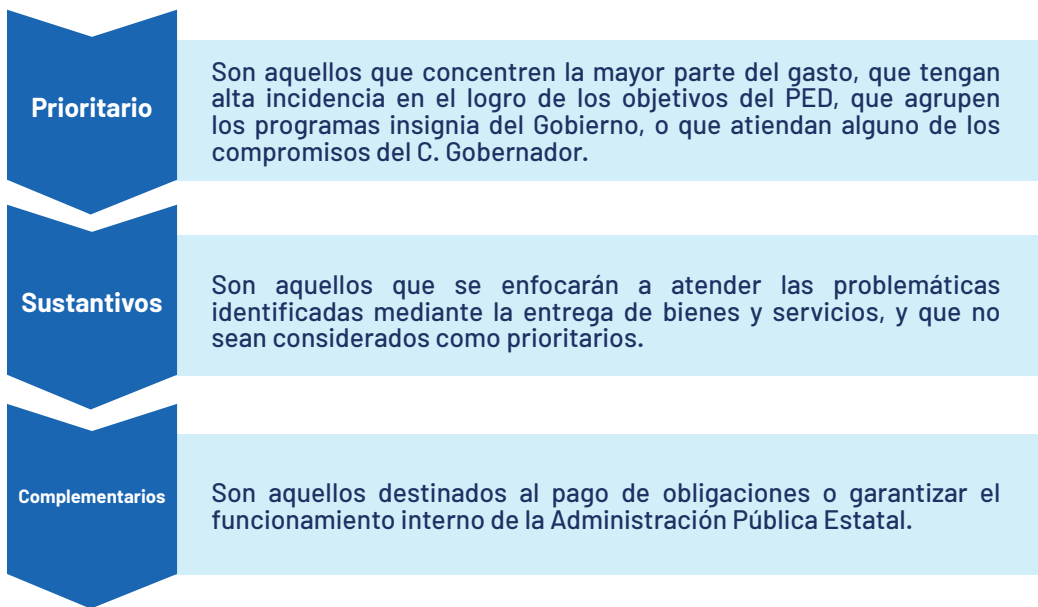 Prioritario
Son aquellos que concentren la mayor parte del gasto, que tengan
alta incidencia en el logro de los objetivos del PED, que agrupen
los programas insignia del Gobierno, o que atiendan alguno de los
compromisos del C. Gobernador.
Sustantivos
Son aquellos que se enfocarán a atender las problemáticas
identificadas mediante la entrega de bienes y servicios, y que no
sean considerados como prioritarios.
Complementarios
Son aquellos destinados al pago de obligaciones o garantizar el
funcionamiento interno de la Administración Pública Estatal.